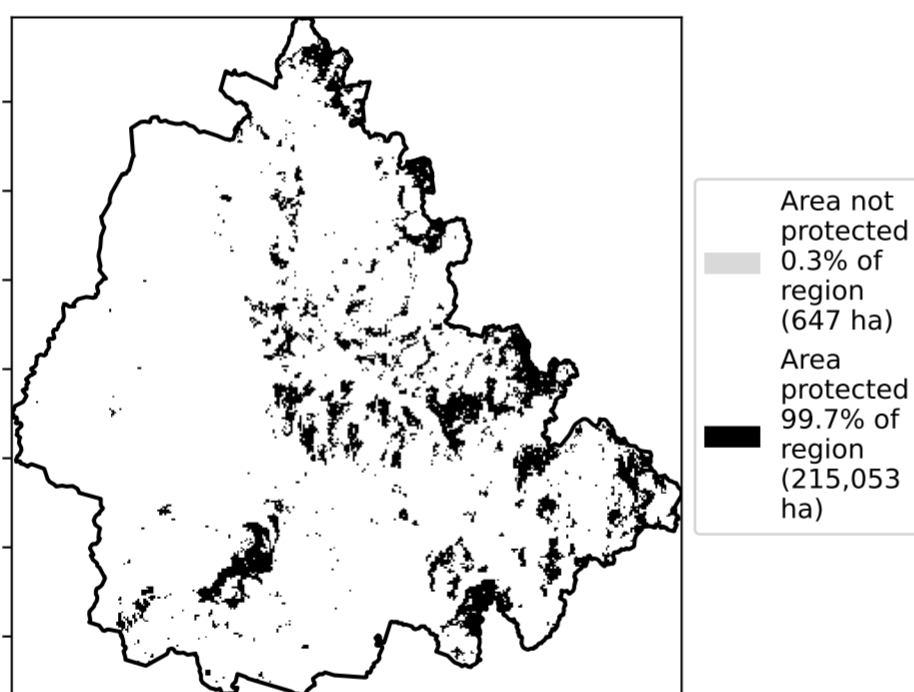 Area not
protected
0.3% of
region
(647 ha)
Area
protected
99.7% of
region
(215,053
ha)